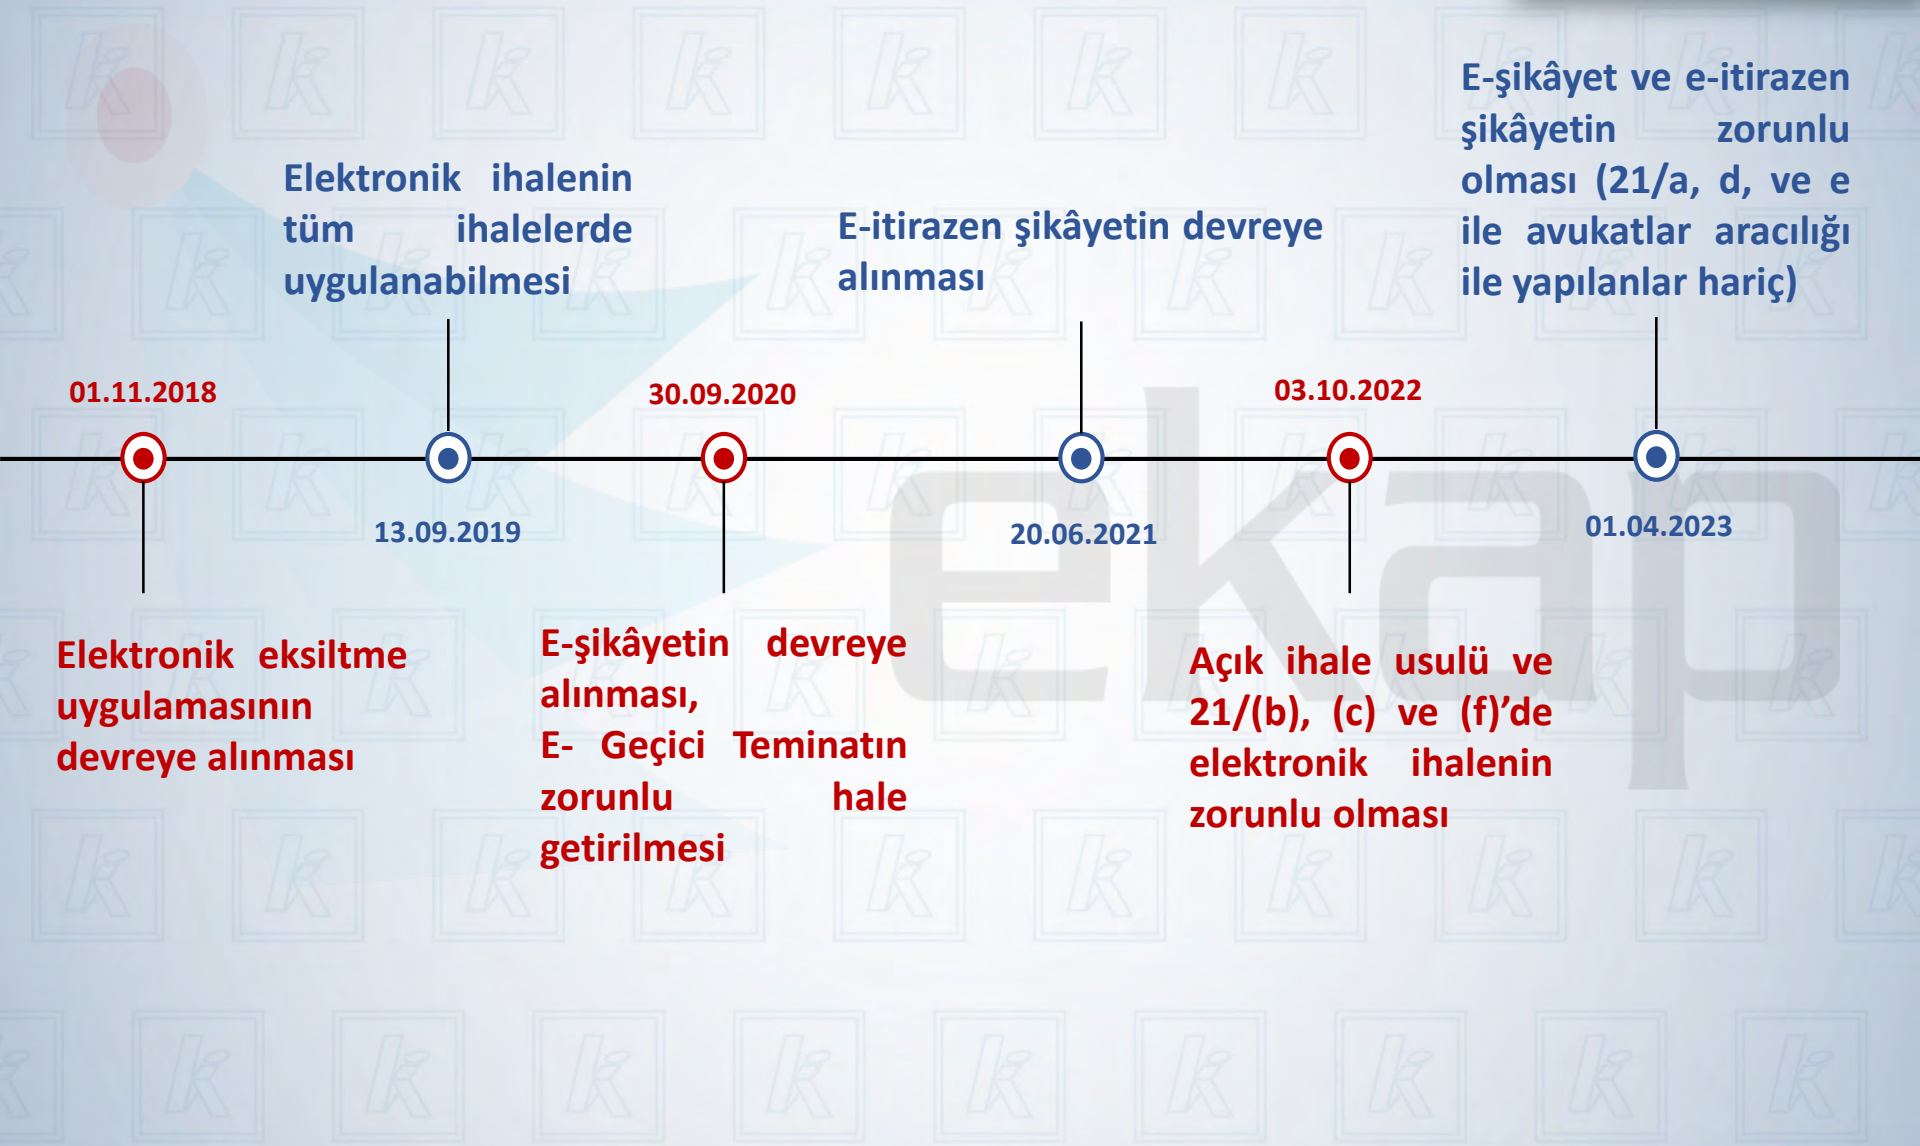 01.11.2018
Elektronik eksiltme
uygulamasının
devreye alınması
Elektronik ihalenin
tüm ihalelerde
uygulanabilmesi
13.09.2019
30.09.2020
E-şikâyetin devreye
alınması,
E- Geçici Teminatın
zorunlu hale
getirilmesi
E-itirazen şikâyetin devreye
alınması
20.06.2021
03.10.2022
Açık ihale usulü ve
21/(b), (c) ve (f)’de
elektronik ihalenin
zorunlu olması
E-şikâyet ve e-itirazen
şikâyetin zorunlu
olması (21/a, d, ve e
ile avukatlar aracılığı
ile yapılanlar hariç)
01.04.2023
ekap